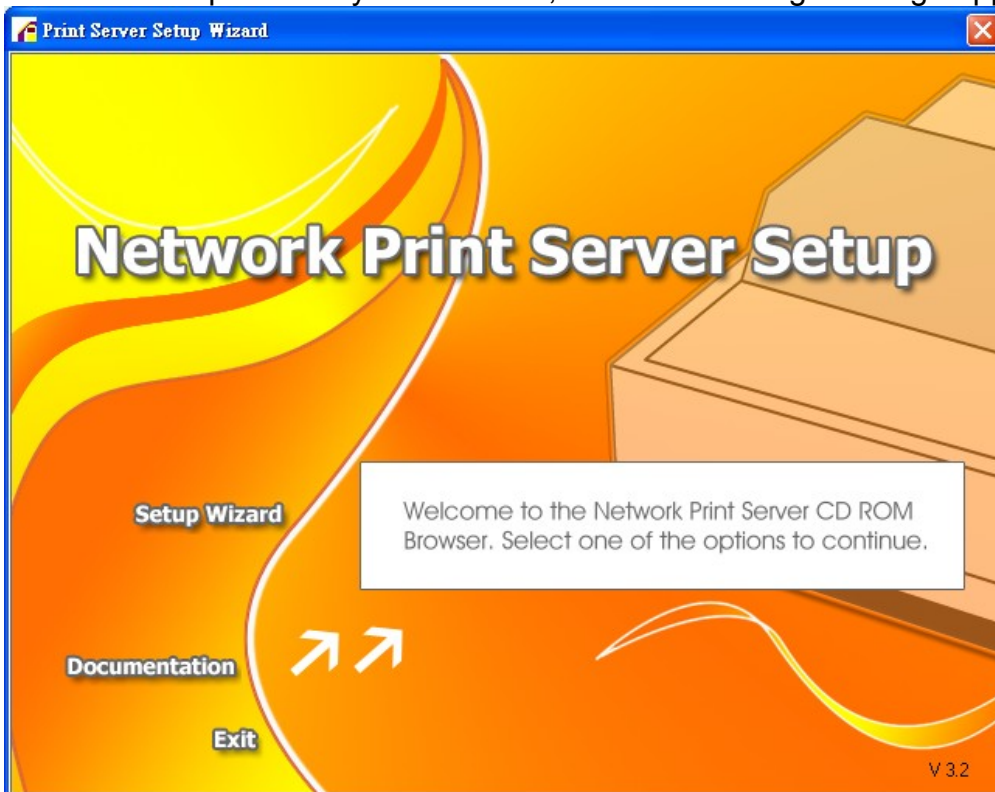 Print Server Setup Wizard
Network Print Server Setup
Setup Wizard
Welcome to the Network Print Server CD ROM
Browser. Select one of the options to continue.
Documentation
Exit
V 3.2